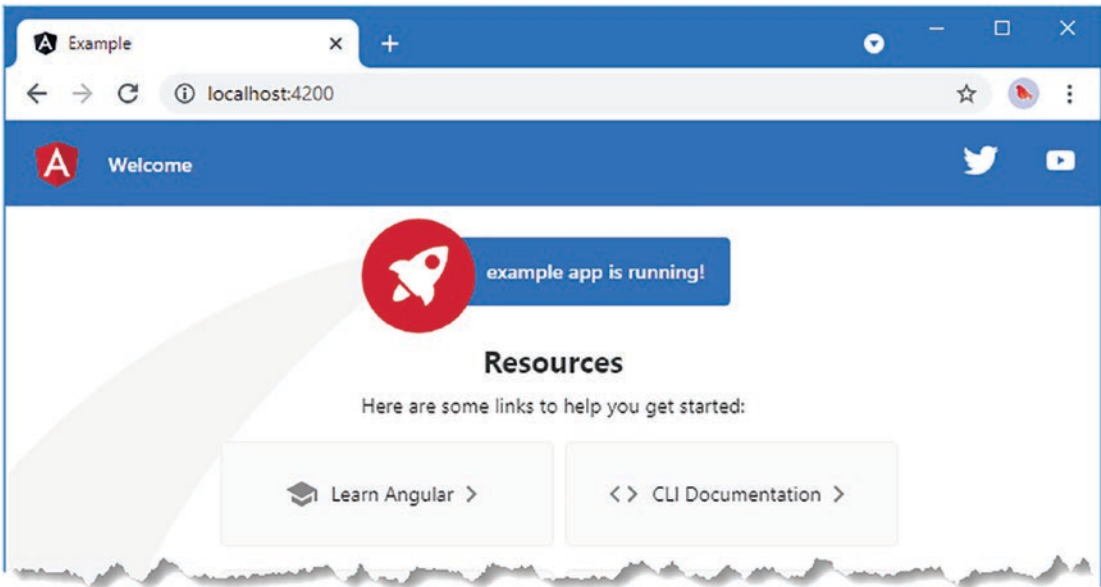 Example
localhost:4200
Welcome
example app is running!
Resources
Here are some links to help you get started:
Learn Angular
CLI Documentation